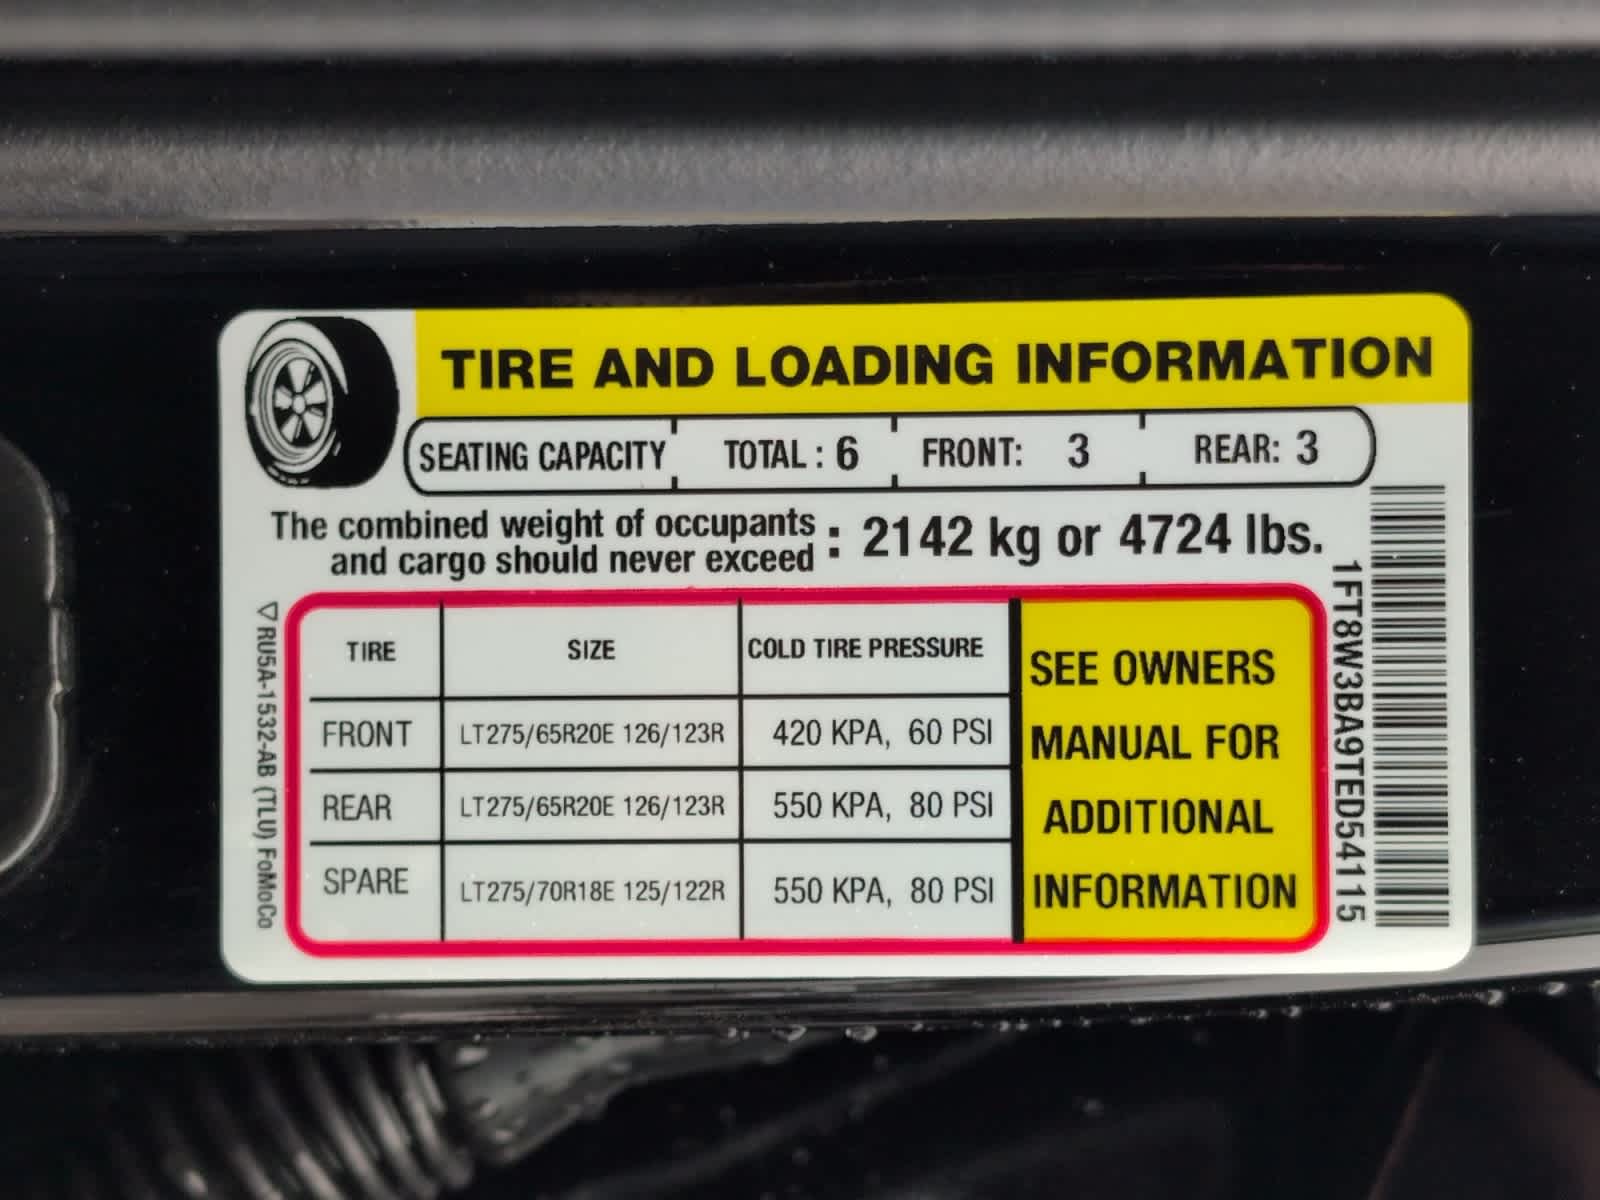 TIRE AND LOADING INFORMATION
SEATING CAPACITY TOTAL : 6 FRONT: 3 REAR: 3
The combined weight of occupants
and cargo should never exceed : 2142 kg or 4724 lbs.
TIRE SIZE COLD TIRE PRESSURE
FRONT LT275/65R20E 126/123R 420 KPA, 60 PSI
REAR LT275/65R20E 126/123R 550 KPA, 80 PSI
SPARE LT275/70R18E 125/122R 550 KPA, 80 PSI
SEE OWNERS
MANUAL FOR
ADDITIONAL
INFORMATION
RU5A-1532-AB (TLU) FoMoCo
1FT8W3BA9TED54115